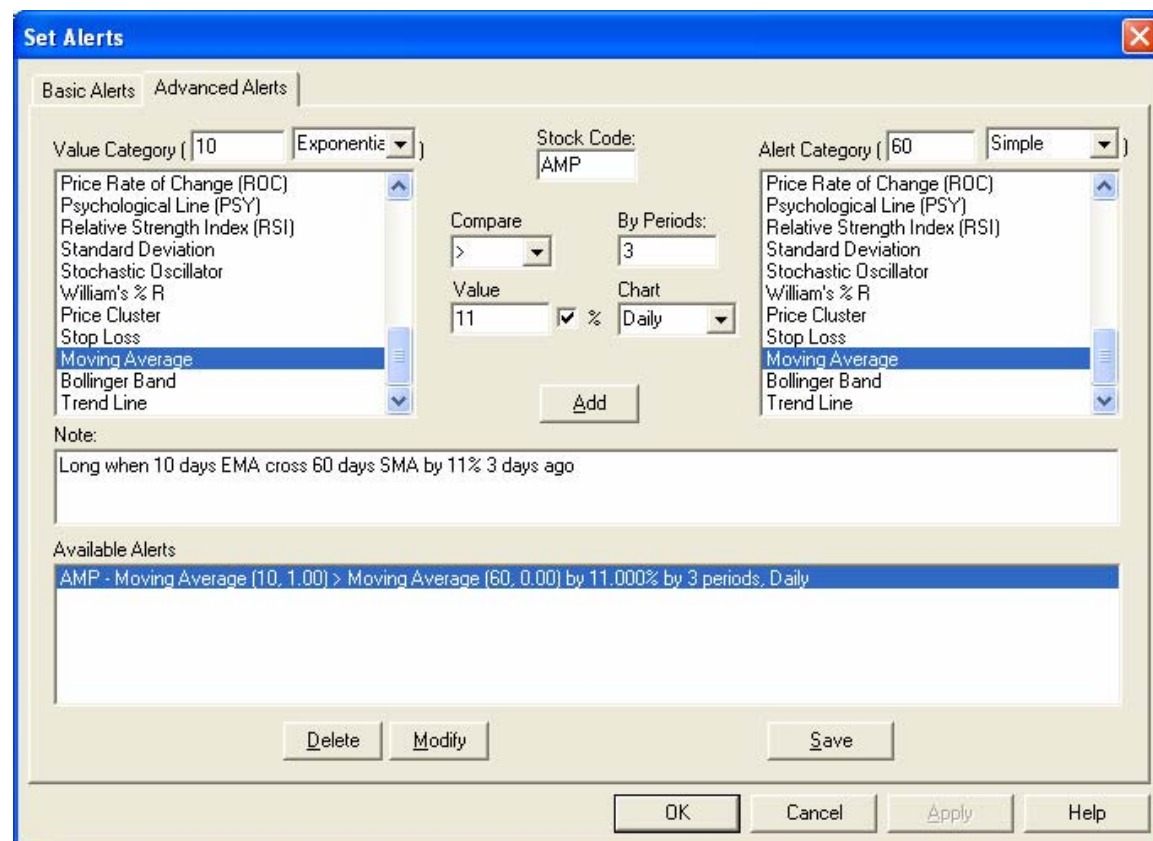 Set Alerts
Basic Alerts Advanced Alerts
Value Category ( 10 Exponentia )
Stock Code:
AMP
Alert Category ( 60 Simple )
Price Rate of Change (ROC)
Psychological Line (PSY)
Relative Strength Index (RSI)
Standard Deviation
Stochastic Oscillator
William's % R
Price Cluster
Stop Loss
Moving Average
Bollinger Band
Trend Line
Compare By Periods:
> 3
Value Chart
11 % Daily
Add
Price Rate of Change (ROC)
Psychological Line (PSY)
Relative Strength Index (RSI)
Standard Deviation
Stochastic Oscillator
William's % R
Price Cluster
Stop Loss
Moving Average
Bollinger Band
Trend Line
Note:
Long when 10 days EMA cross 60 days SMA by 11% 3 days ago
Available Alerts
AMP - Moving Average (10, 1.00) > Moving Average (60, 0.00) by 11.000% by 3 periods, Daily
Delete Modify Save
OK Cancel Apply Help